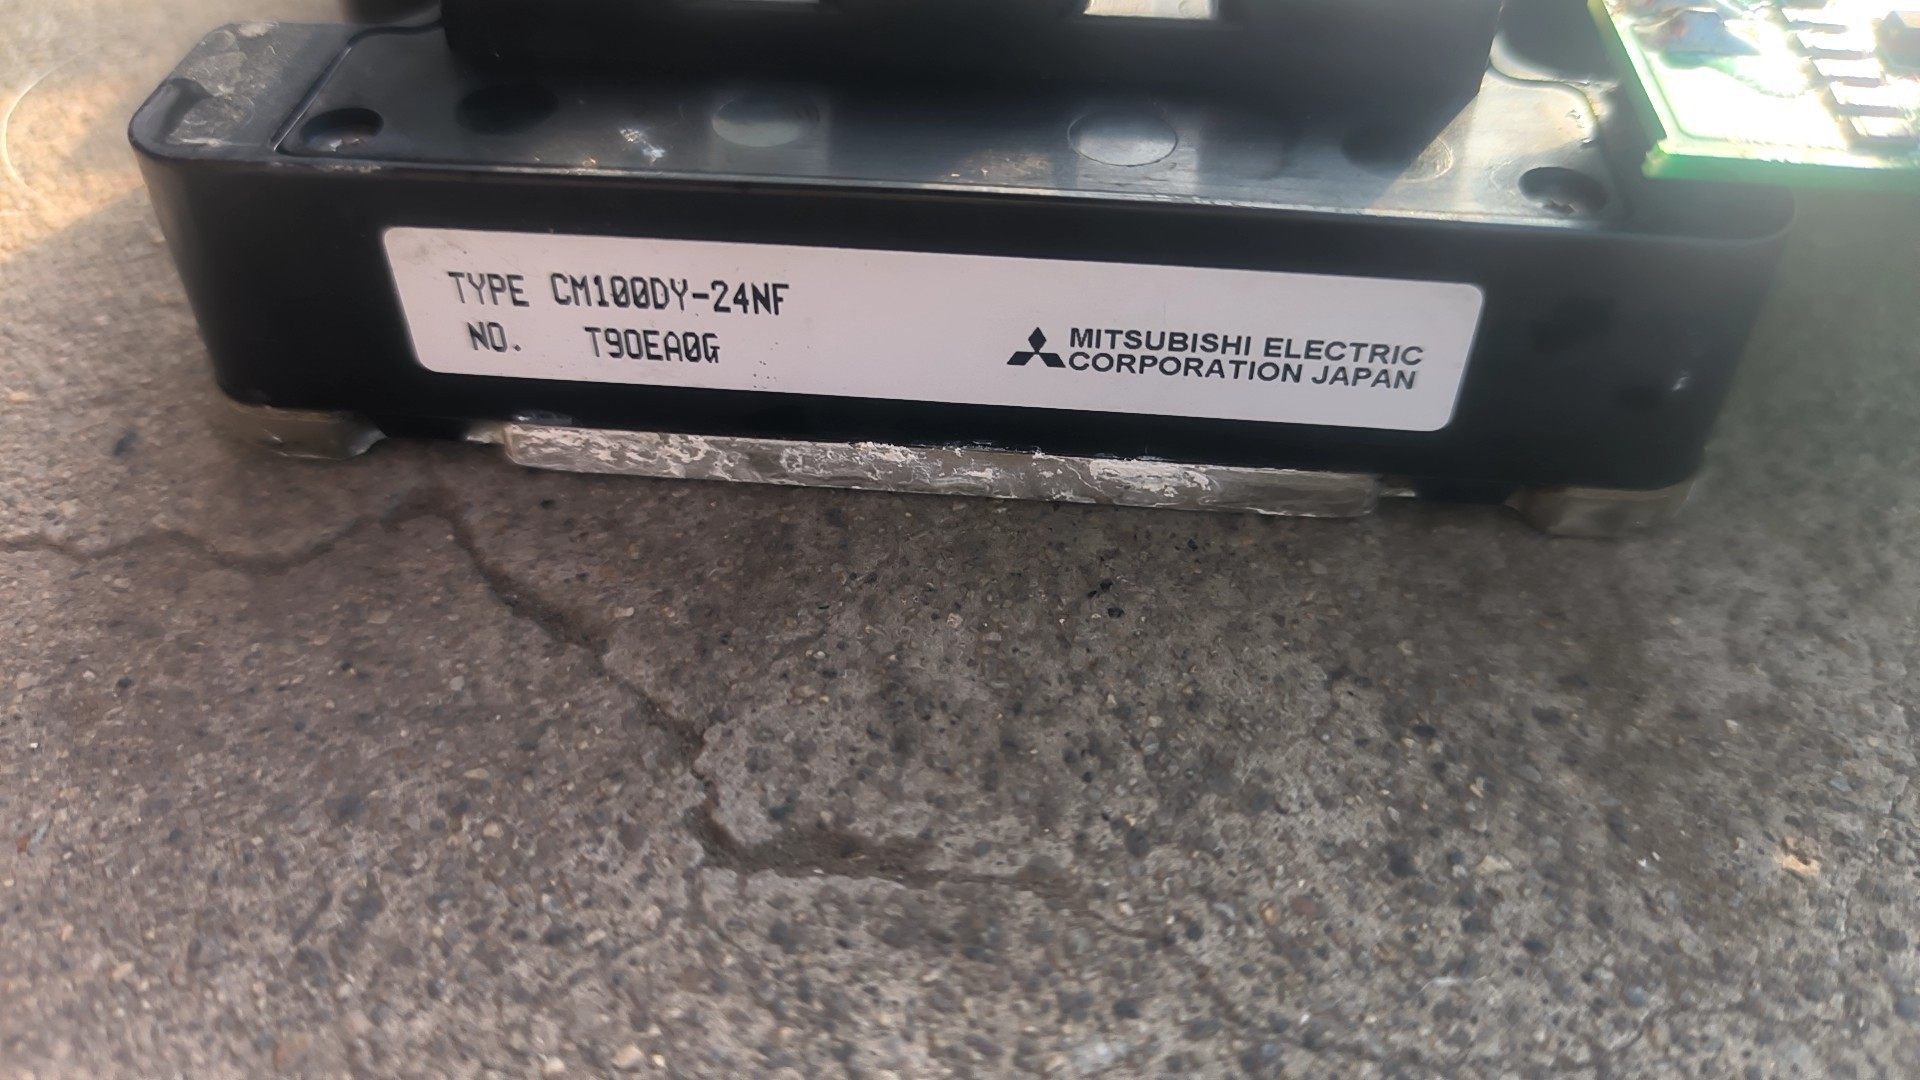 TYPE CM100DY-24NF
NO. T90EA0G
MITSUBISHI ELECTRIC
CORPORATION JAPAN